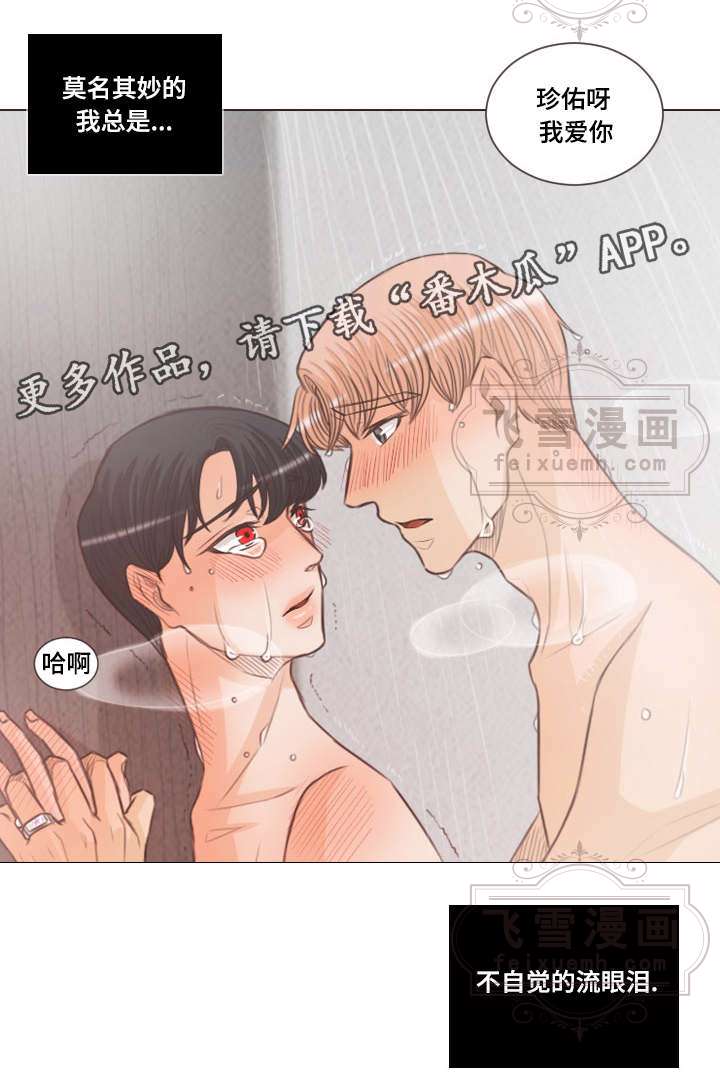 莫名其妙的
我总是...
珍佑呀
我爱你
更多作品，请下载“番木瓜”APP。
飞雪漫画
feixuemh.com
哈啊
飞雪漫画
feixuemh.com
不自觉的流眼泪.